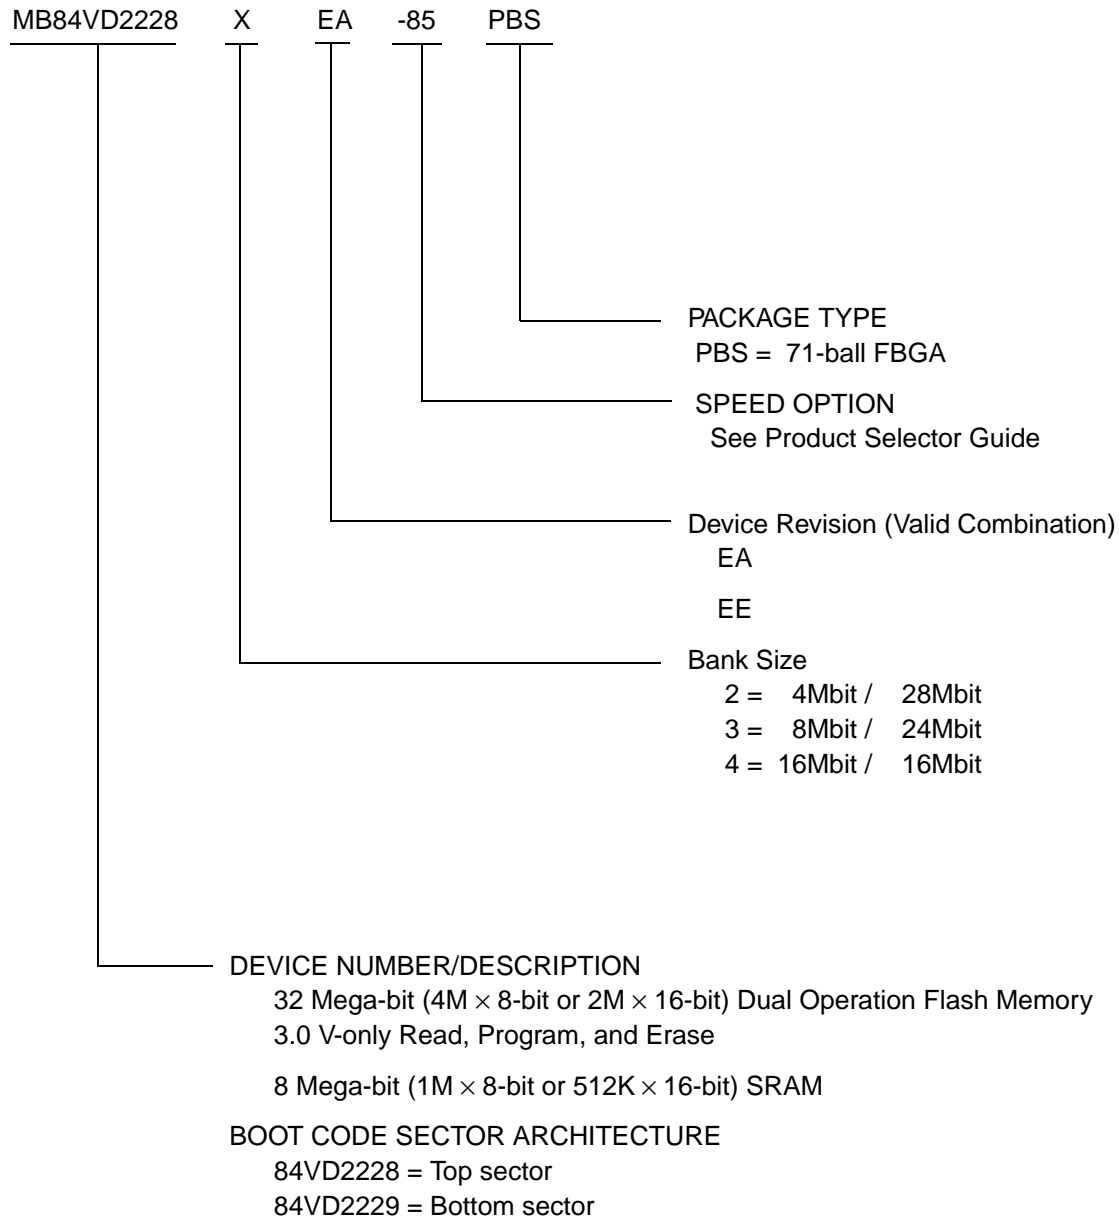 MB84VD2228 X EA -85 PBS
PACKAGE TYPE
PBS = 71-ball FBGA
SPEED OPTION
See Product Selector Guide
Device Revision (Valid Combination)
EA
EE
Bank Size
2 = 4Mbit / 28Mbit
3 = 8Mbit / 24Mbit
4 = 16Mbit / 16Mbit
DEVICE NUMBER/DESCRIPTION
32 Mega-bit (4M × 8-bit or 2M × 16-bit) Dual Operation Flash Memory
3.0 V-only Read, Program, and Erase
8 Mega-bit (1M × 8-bit or 512K × 16-bit) SRAM
BOOT CODE SECTOR ARCHITECTURE
84VD2228 = Top sector
84VD2229 = Bottom sector